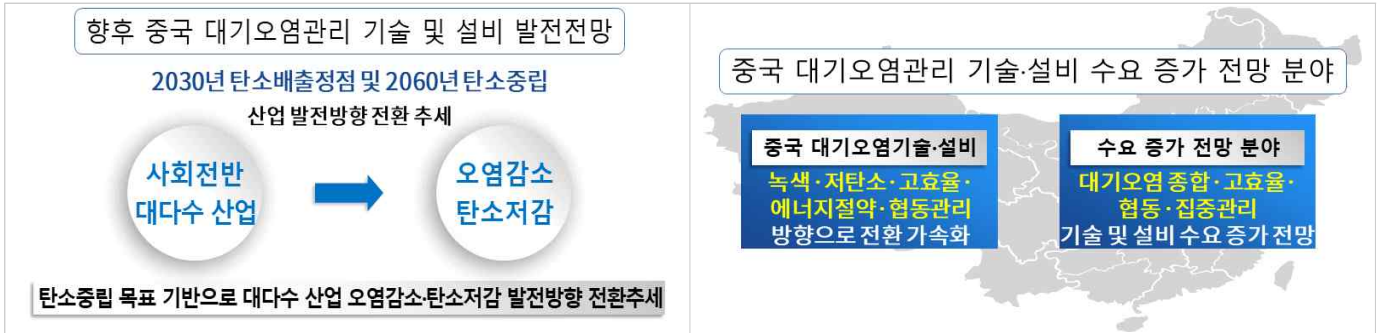 향후 중국 대기오염관리 기술 및 설비 발전전망
2030년 탄소배출정점 및 2060년 탄소중립
산업 발전방향 전환 추세
사회전반
대다수 산업
오염감소
탄소저감
탄소중립 목표 기반으로 대다수 산업 오염감소·탄소저감 발전방향 전환추세
중국 대기오염관리 기술·설비 수요 증가 전망 분야
중국 대기오염기술·설비
녹색·저탄소·고효율·
에너지절약·협동관리
방향으로 전환 가속화
수요 증가 전망 분야
대기오염 종합·고효율·
협동·집중관리
기술 및 설비 수요 증가 전망